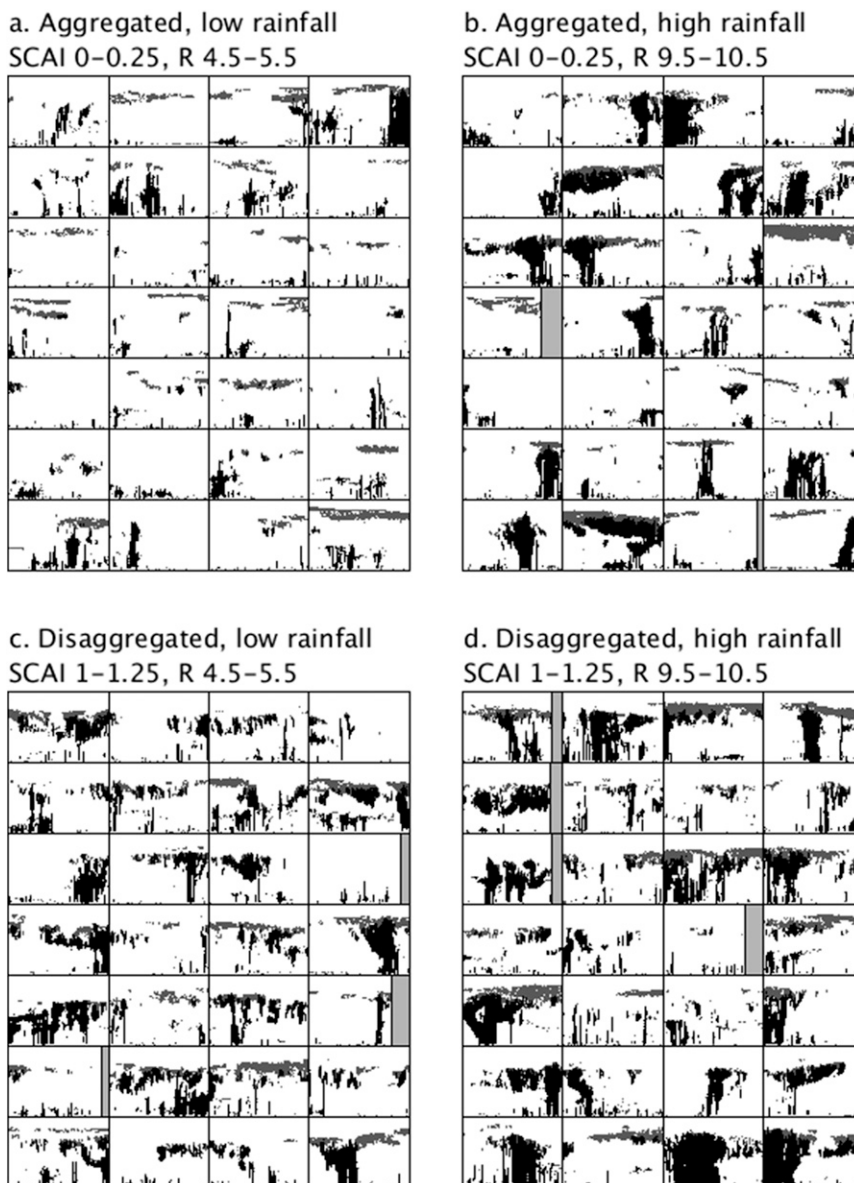 a. Aggregated, low rainfall
SCAI 0-0.25, R 4.5-5.5
b. Aggregated, high rainfall
SCAI 0-0.25, R 9.5-10.5
c. Disaggregated, low rainfall
SCAI 1-1.25, R 4.5-5.5
d. Disaggregated, high rainfall
SCAI 1-1.25, R 9.5-10.5